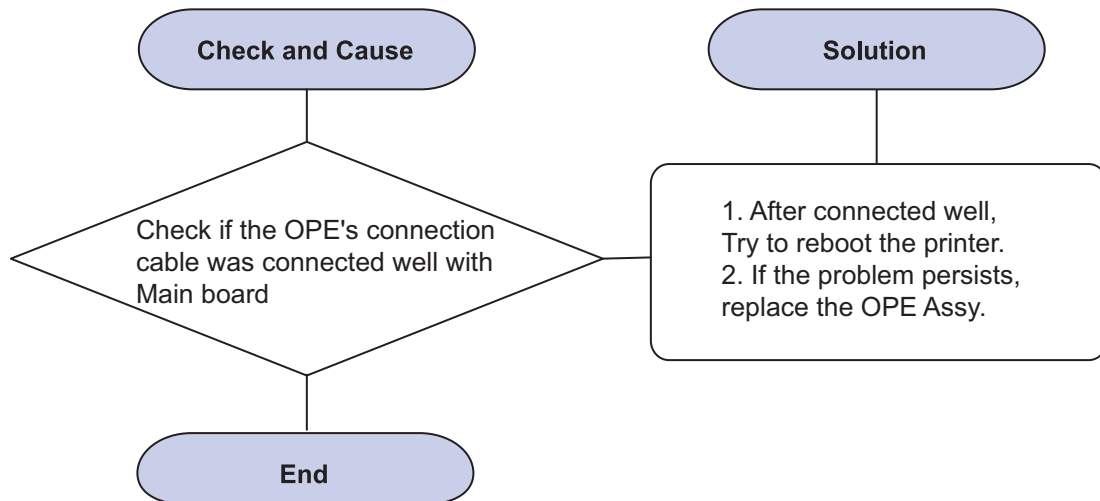 Check and Cause
Solution
Check if the OPE's connection
cable was connected well with
Main board
1. After connected well,
Try to reboot the printer.
2. If the problem persists,
replace the OPE Assy.
End